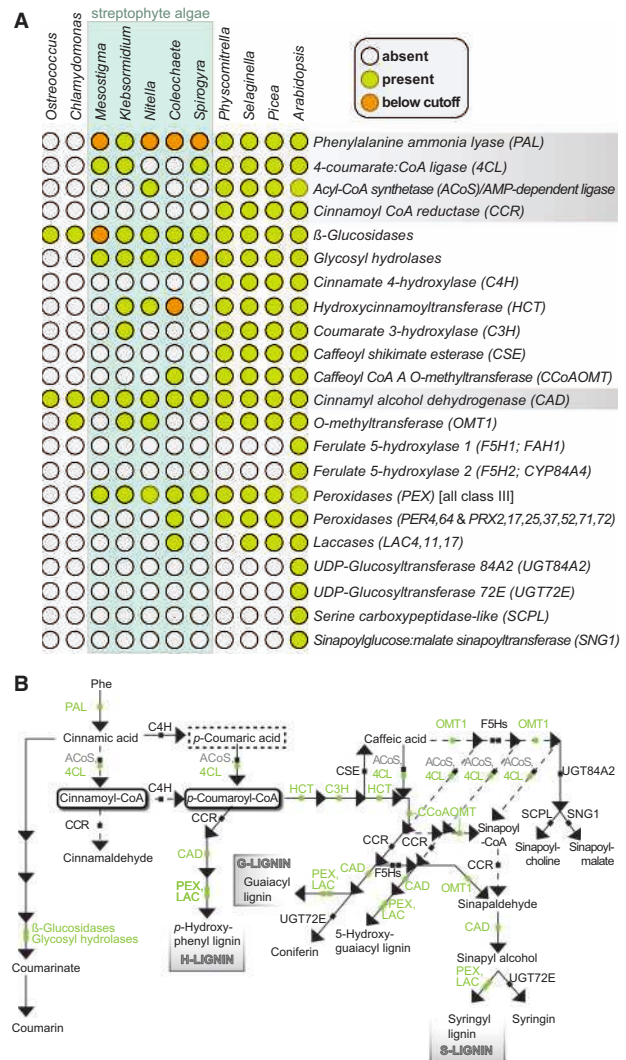 A
streptophyte algae
Ostreococcus
Chlamydomonas
Mesostigma
Klebsormidium
Nitella
Coleochaete
Spirogyra
Physcomitrella
Selaginella
Picea
Arabidopsis
absent
present
below cutoff
Phenylalanine ammonia lyase (PAL)
4-coumarate:CoA ligase (4CL)
Acyl-CoA synthetase (ACoS)/AMP-dependent ligase
Cinnamoyl CoA reductase (CCR)
ß-Glucosidases
Glycosyl hydrolases
Cinnamate 4-hydroxylase (C4H)
Hydroxycinnamoyltransferase (HCT)
Coumarate 3-hydroxylase (C3H)
Caffeoyl shikimate esterase (CSE)
Caffeoyl CoA A O-methyltransferase (CCoAOMT)
Cinnamyl alcohol dehydrogenase (CAD)
O-methyltransferase (OMT1)
Ferulate 5-hydroxylase 1 (F5H1; FAH1)
Ferulate 5-hydroxylase 2 (F5H2; CYP84A4)
Peroxidases (PEX) [all class III]
Peroxidases (PER4,64 & PRX2,17,25,37,52,71,72)
Laccases (LAC4,11,17)
UDP-Glucosyltransferase 84A2 (UGT84A2)
UDP-Glucosyltransferase 72E (UGT72E)
Serine carboxypeptidase-like (SCPL)
Sinapoylglucose:malate sinapoyltransferase (SNG1)
B
Phe
PAL
Cinnamic acid
C4H
p-Coumaric acid
Caffeic acid
OMT1
F5Hs
OMT1
ACoS,
4CL
ACoS,
4CL
CSE
ACoS,
4CL
ACoS,
4CL
ACoS,
4CL
ACoS,
4CL
UGT84A2
Cinnamoyl-CoA
C4H
p-Coumaroyl-CoA
HCT
C3H
HCT
CCoAOMT
SCPL
SNG1
CCR
CCR
CCR
CCR
Sinapoyl
-CoA
Sinapoyl-
choline
Sinapoyl-
malate
Cinnamaldehyde
CAD
G-LIGNIN
Guaiacyl
lignin
PEX,
LAC
CAD
F5Hs
CAD
OMT1
CCR
Sinapaldehyde
PEX,
LAC
UGT72E
PEX,
LAC
ß-Glucosidases
Glycosyl hydrolases
p-Hydroxy-
phenyl lignin
H-LIGNIN
Coniferin
5-Hydroxy-
guaiacyl lignin
CAD
Coumarinate
Sinapyl alcohol
PEX,
LAC
UGT72E
Coumarin
Syringyl
lignin
Syringin
S-LIGNIN